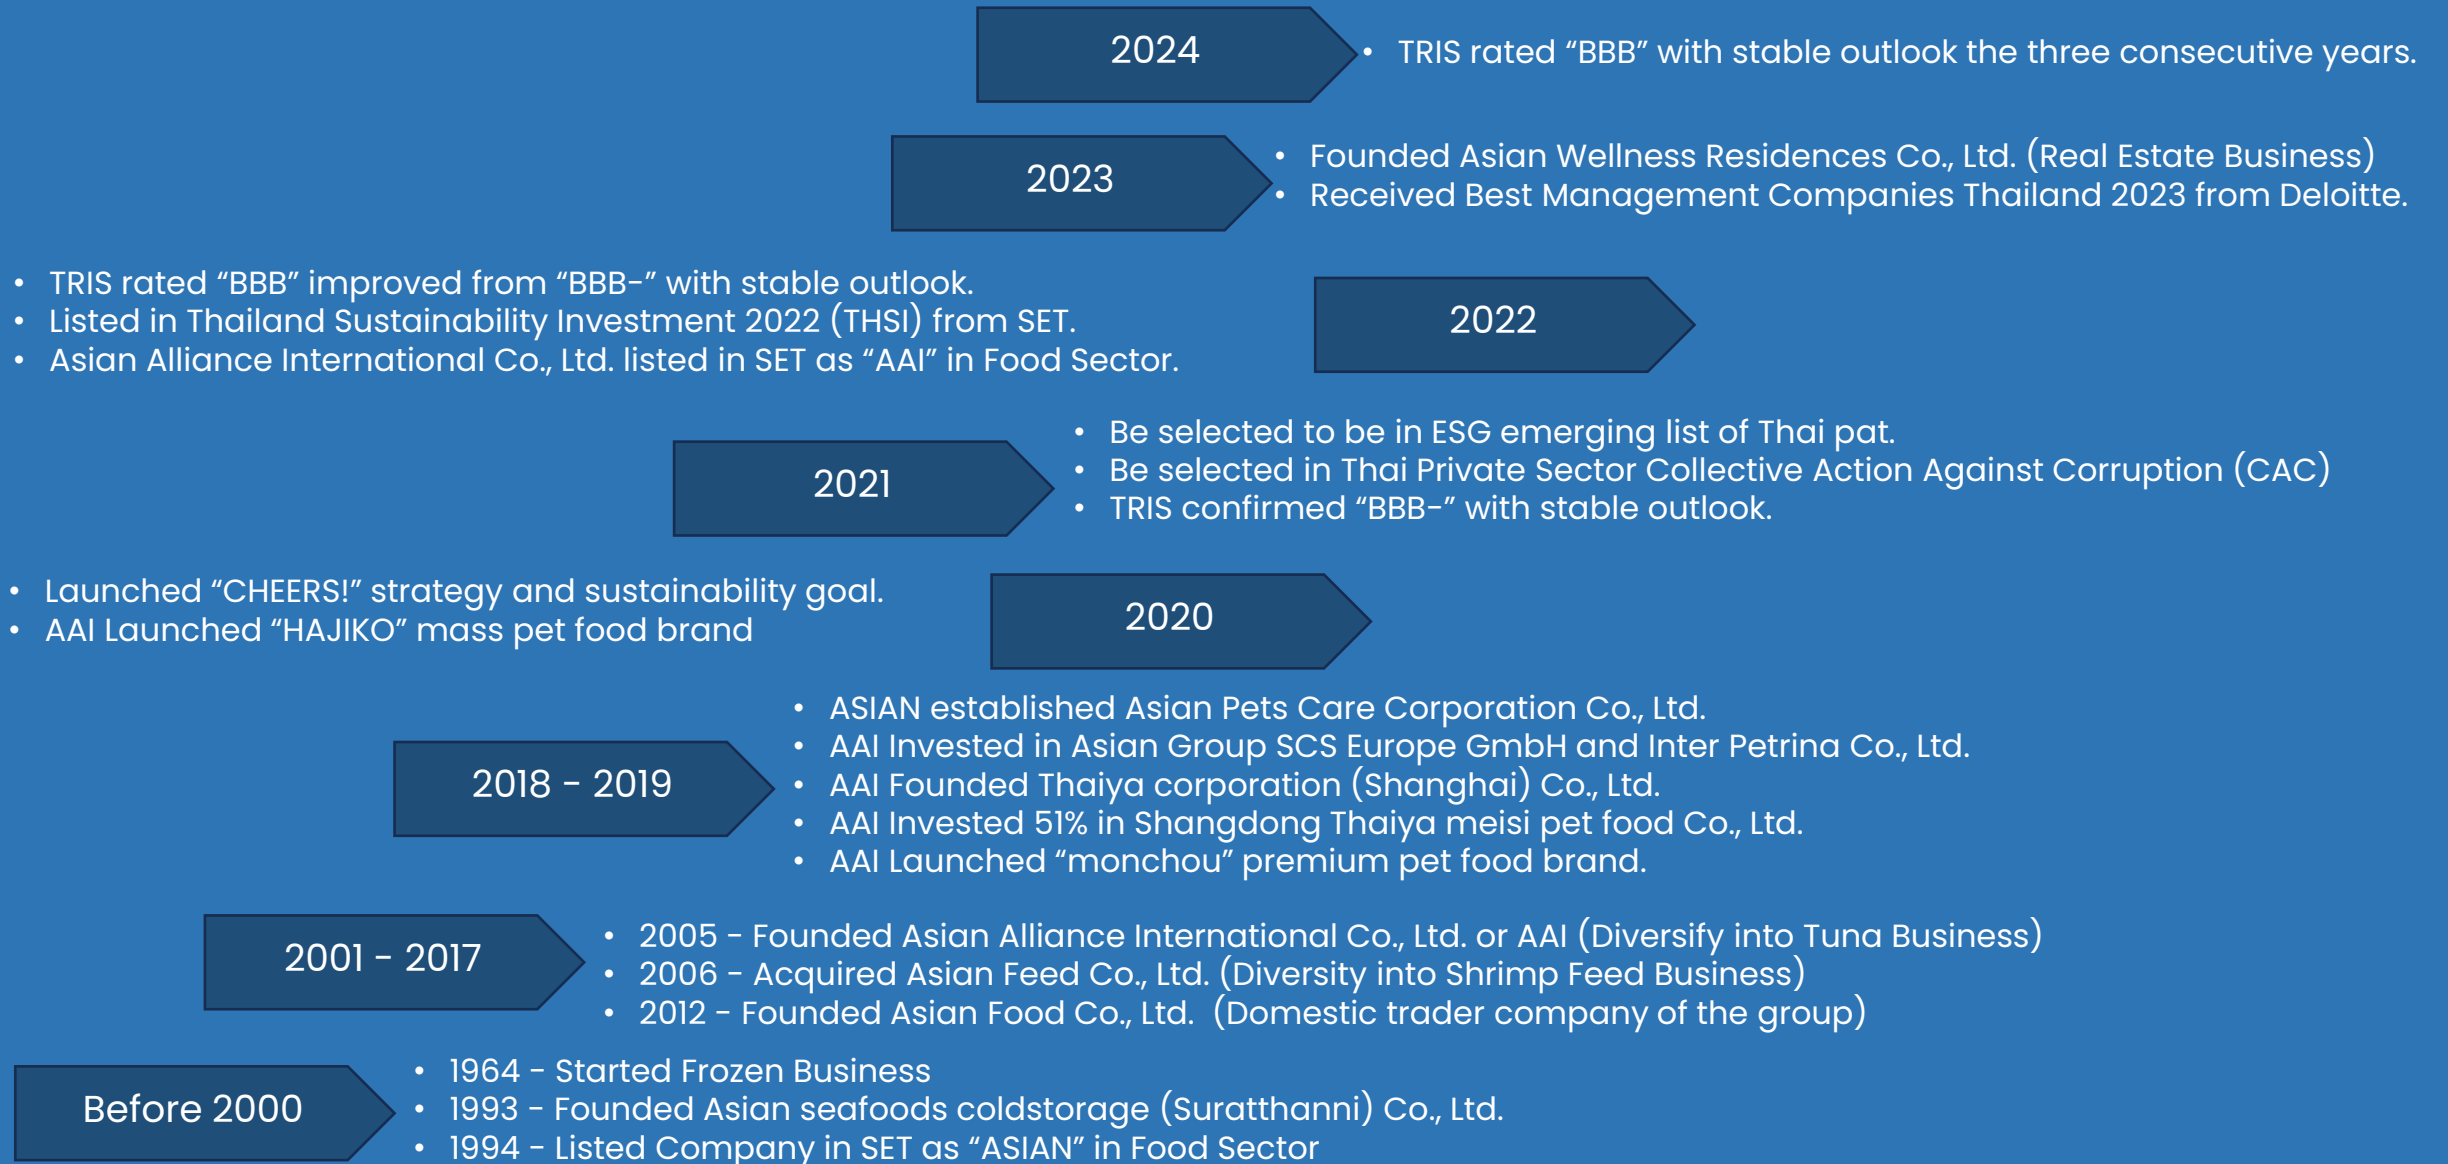 2024
• TRIS rated “BBB” with stable outlook the three consecutive years.
2023
• Founded Asian Wellness Residences Co., Ltd. (Real Estate Business)
• Received Best Management Companies Thailand 2023 from Deloitte.
• TRIS rated “BBB” improved from “BBB-” with stable outlook.
• Listed in Thailand Sustainability Investment 2022 (THSI) from SET.
• Asian Alliance International Co., Ltd. listed in SET as “AAI” in Food Sector.
2022
2021
• Be selected to be in ESG emerging list of Thai pat.
• Be selected in Thai Private Sector Collective Action Against Corruption (CAC)
• TRIS confirmed “BBB-” with stable outlook.
• Launched “CHEERS!” strategy and sustainability goal.
• AAI Launched “HAJIKO” mass pet food brand
2020
2018 - 2019
• ASIAN established Asian Pets Care Corporation Co., Ltd.
• AAI Invested in Asian Group SCS Europe GmbH and Inter Petrina Co., Ltd.
• AAI Founded Thaiya corporation (Shanghai) Co., Ltd.
• AAI Invested 51% in Shangdong Thaiya meisi pet food Co., Ltd.
• AAI Launched “monchou” premium pet food brand.
2001 - 2017
• 2005 - Founded Asian Alliance International Co., Ltd. or AAI (Diversify into Tuna Business)
• 2006 - Acquired Asian Feed Co., Ltd. (Diversity into Shrimp Feed Business)
• 2012 - Founded Asian Food Co., Ltd. (Domestic trader company of the group)
Before 2000
• 1964 - Started Frozen Business
• 1993 - Founded Asian seafoods coldstorage (Suratthanni) Co., Ltd.
• 1994 - Listed Company in SET as “ASIAN” in Food Sector